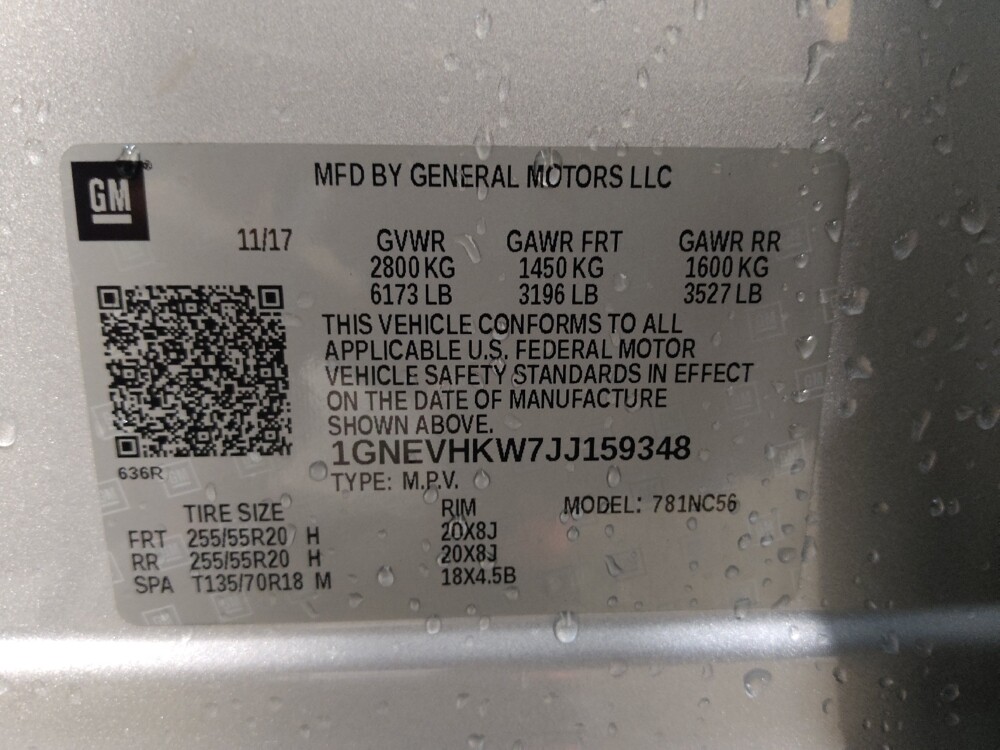 GM®
MFD BY GENERAL MOTORS LLC
11/17 GVWR GAWR FRT GAWR RR
2800 KG 1450 KG 1600 KG
6173 LB 3196 LB 3527 LB
THIS VEHICLE CONFORMS TO ALL
APPLICABLE U.S. FEDERAL MOTOR
VEHICLE SAFETY STANDARDS IN EFFECT
ON THE DATE OF MANUFACTURE
SHOWN ABOVE.
1GNEVHKW7JJ159348
636R
TYPE: M.P.V.
TIRE SIZE RIM MODEL: 781NC56
FRT 255/55R20 H 20X8J
RR 255/55R20 H 20X8J
SPA T135/70R18 M 18X4.5B